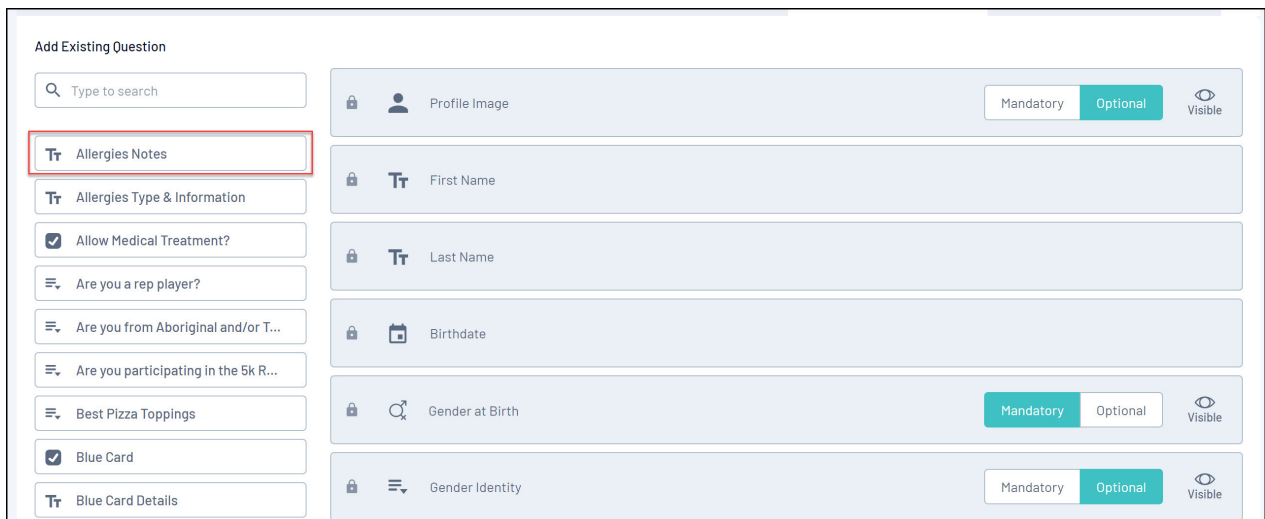 Add Existing Question
Type to search
Allergies Notes
Allergies Type & Information
Allow Medical Treatment?
Are you a rep player?
Are you from Aboriginal and/or T...
Are you participating in the 5k R...
Best Pizza Toppings
Blue Card
Blue Card Details
Profile Image
Mandatory Optional Visible
First Name
Last Name
Birthdate
Gender at Birth
Mandatory Optional Visible
Gender Identity
Mandatory Optional Visible